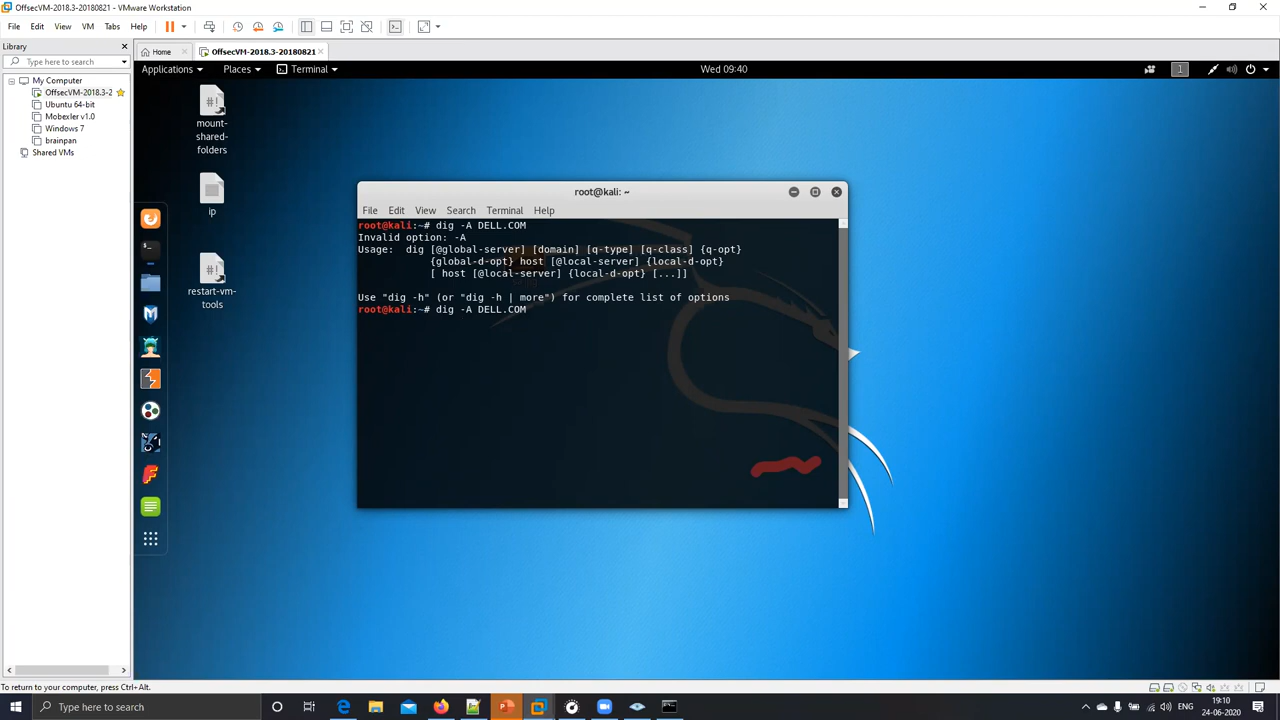 OffsecVM-2018.3-20180821 - VMware Workstation
File Edit View VM Tabs Help
Library
Type here to search
My Computer
OffsecVM-2018.3-2
Ubuntu 64-bit
Mobexler v1.0
Windows 7
brainpan
Shared VMs
Home OffsecVM-2018.3-20180821
Applications Places Terminal Wed 09:40 1
#!
mount-
shared-
folders
ip
#!
restart-vm-
tools
root@kali: ~
File Edit View Search Terminal Help
root@kali:~# dig -A DELL.COM
Invalid option: -A
Usage:  dig [@global-server] [domain] [q-type] [q-class] {q-opt}
{global-d-opt} host [@local-server] {local-d-opt}
[ host [@local-server] {local-d-opt} [...]]
Use "dig -h" (or "dig -h | more") for complete list of options
root@kali:~# dig -A DELL.COM
To return to your computer, press Ctrl+Alt.
Type here to search
19:10
24-06-2020